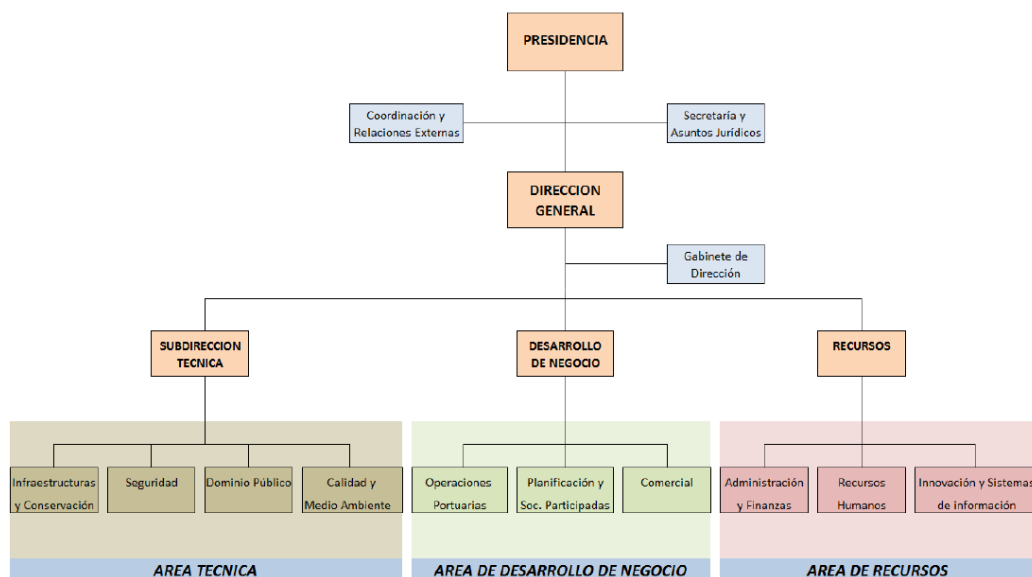 PRESIDENCIA
Coordinación y
Relaciones Externas
Secretaría y
Asuntos Jurídicos
DIRECCION
GENERAL
Gabinete de
Dirección
SUBDIRECCION
TECNICA
DESARROLLO
DE NEGOCIO
RECURSOS
Infraestructuras
y Conservación
Seguridad
Dominio Público
Calidad y
Medio Ambiente
Operaciones
Portuarias
Planificación y
Soc. Participadas
Comercial
Administración
y Finanzas
Recursos
Humanos
Innovación y Sistemas
de información
AREA TECNICA
AREA DE DESARROLLO DE NEGOCIO
AREA DE RECURSOS